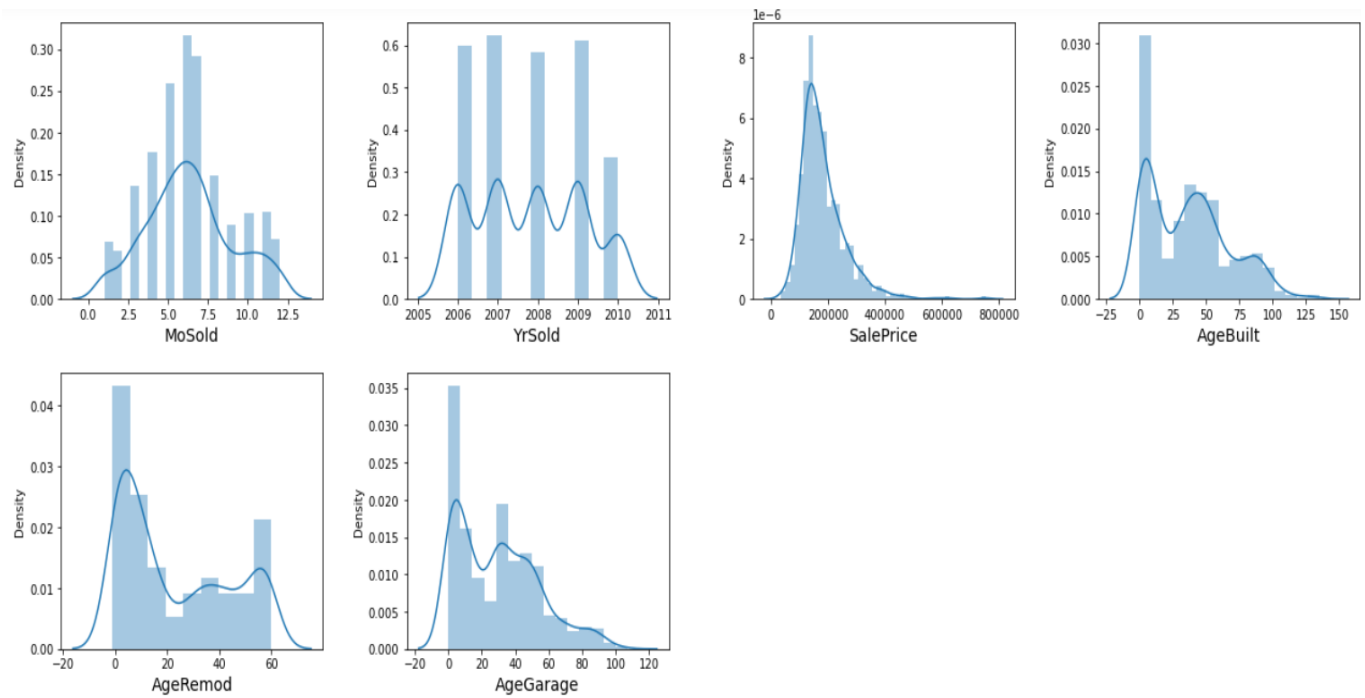 1e−6
Density 0.30 0.25 0.20 0.15 0.10 0.05 0.00
0.0 2.5 5.0 7.5 10.0 12.5
MoSold
Density 0.6 0.5 0.4 0.3 0.2 0.1 0.0
2005 2006 2007 2008 2009 2010 2011
YrSold
Density 8 6 4 2 0
0 200000 400000 600000 800000
SalePrice
Density 0.030 0.025 0.020 0.015 0.010 0.005 0.000
−25 0 25 50 75 100 125 150
AgeBuilt
Density 0.04 0.03 0.02 0.01 0.00
−20 0 20 40 60
AgeRemod
Density 0.035 0.030 0.025 0.020 0.015 0.010 0.005 0.000
−20 0 20 40 60 80 100 120
AgeGarage